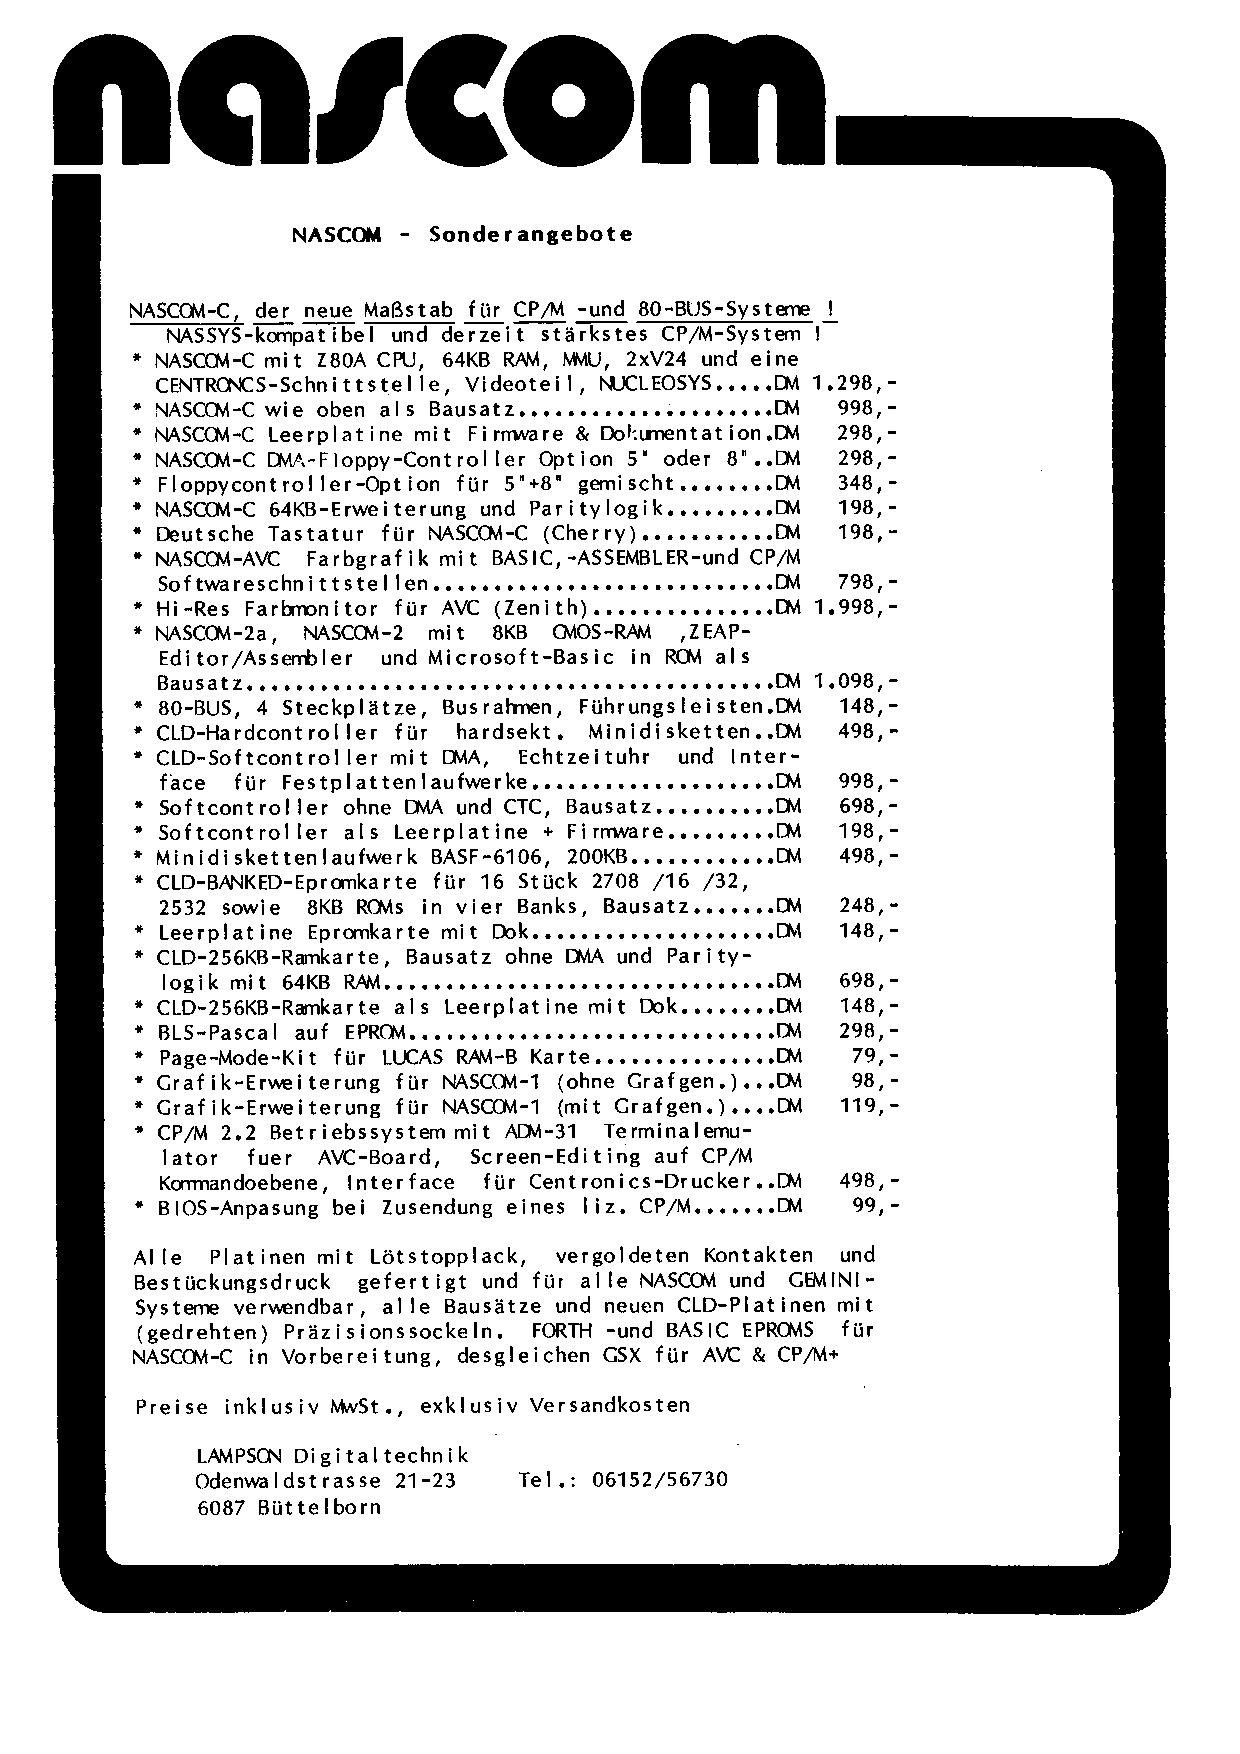 nascom
NASCOM - Sonderangebote
NASCOM-C, der neue Maßstab für CP/M -und 80-BUS-Systeme !
NASSYS-kompatibel und derzeit stärkstes CP/M-System !
* NASCOM-C mit Z80A CPU, 64KB RAM, MMU, 2xV24 und eine
CENTRONCS-Schnittstelle, Videoteil, NUCLEOSYS.....DM 1.298,-
* NASCOM-C wie oben als Bausatz.....................DM 998,-
* NASCOM-C Leerplatine mit Firmware & Dokumentation.DM 298,-
* NASCOM-C DMA-Floppy-Controller Option 5" oder 8"..DM 298,-
* Floppycontroller-Option für 5"+8" gemischt........DM 348,-
* NASCOM-C 64KB-Erweiterung und Paritylogik.........DM 198,-
* Deutsche Tastatur für NASCOM-C (Cherry)...........DM 198,-
* NASCOM-AVC Farbgrafik mit BASIC,-ASSEMBLER-und CP/M
Softwareschnittstellen............................DM 798,-
* Hi-Res Farbmonitor für AVC (Zenith)...............DM 1.998,-
* NASCOM-2a, NASCOM-2 mit 8KB CMOS-RAM ,ZEAP-
Editor/Assembler und Microsoft-Basic in ROM als
Bausatz...........................................DM 1.098,-
* 80-BUS, 4 Steckplätze, Busrahmen, Führungsleisten.DM 148,-
* CLD-Hardcontroller für hardsekt. Minidisketten..DM 498,-
* CLD-Softcontroller mit DMA, Echtzeituhr und Inter-
face für Festplattenlaufwerke....................DM 998,-
* Softcontroller ohne DMA und CTC, Bausatz..........DM 698,-
* Softcontroller als Leerplatine + Firmware.........DM 198,-
* Minidiskettenlaufwerk BASF-6106, 200KB............DM 498,-
* CLD-BANKED-Epromkarte für 16 Stück 2708 /16 /32,
2532 sowie 8KB ROMs in vier Banks, Bausatz.......DM 248,-
* Leerplatine Epromkarte mit Dok....................DM 148,-
* CLD-256KB-Ramkarte, Bausatz ohne DMA und Parity-
logik mit 64KB RAM................................DM 698,-
* CLD-256KB-Ramkarte als Leerplatine mit Dok........DM 148,-
* BLS-Pascal auf EPROM..............................DM 298,-
* Page-Mode-Kit für LUCAS RAM-B Karte...............DM 79,-
* Grafik-Erweiterung für NASCOM-1 (ohne Grafgen.)...DM 98,-
* Grafik-Erweiterung für NASCOM-1 (mit Grafgen.)....DM 119,-
* CP/M 2.2 Betriebssystem mit ADM-31 Terminalemu-
lator fuer AVC-Board, Screen-Editing auf CP/M
Kommandoebene, Interface für Centronics-Drucker..DM 498,-
* BIOS-Anpasung bei Zusendung eines liz. CP/M.......DM 99,-
Alle Platinen mit Lötstopplack, vergoldeten Kontakten und
Bestückungsdruck gefertigt und für alle NASCOM und GEMINI-
Systeme verwendbar, alle Bausätze und neuen CLD-Platinen mit
(gedrehten) Präzisionssockeln. FORTH -und BASIC EPROMS für
NASCOM-C in Vorbereitung, desgleichen GSX für AVC & CP/M+
Preise inklusiv MwSt., exklusiv Versandkosten
LAMPSON Digitaltechnik
Odenwaldstrasse 21-23 Tel.: 06152/56730
6087 Büttelborn